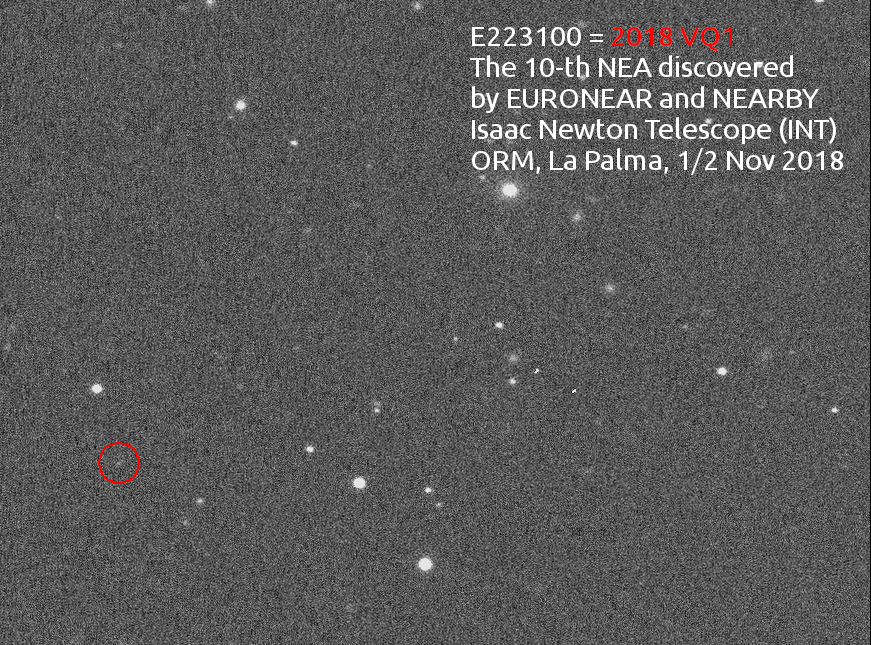 E223100 = 2018 VQ1
The 10-th NEA discovered
by EURONEAR and NEARBY
Isaac Newton Telescope (INT)
ORM, La Palma, 1/2 Nov 2018